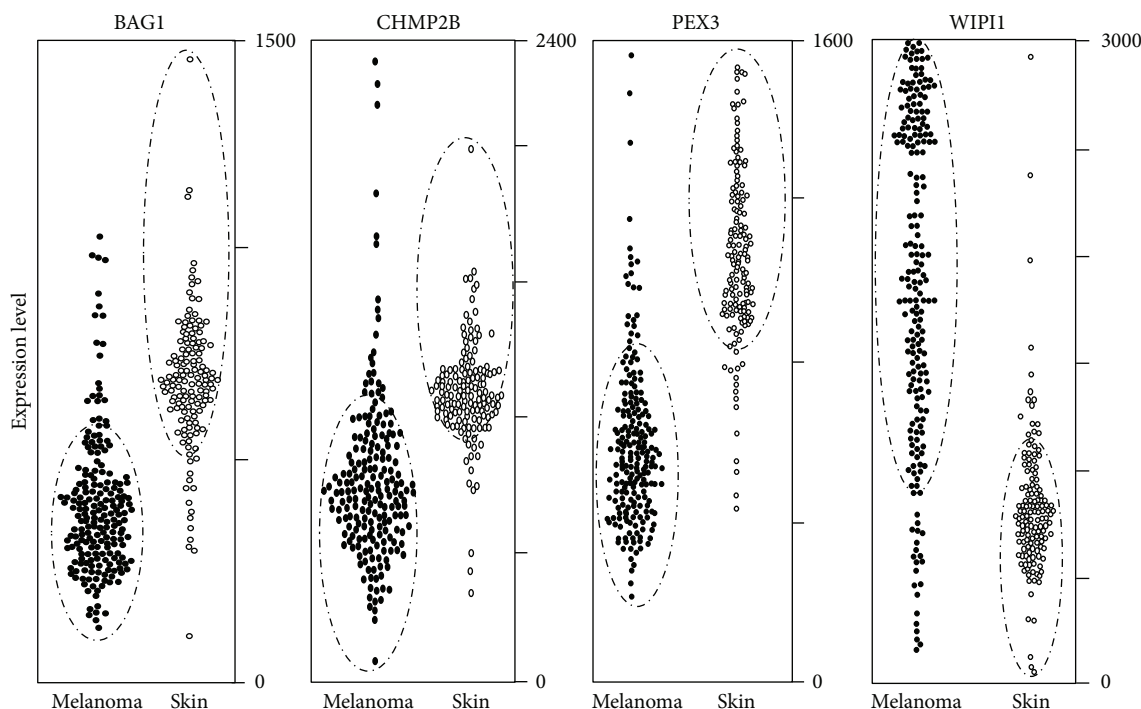 BAG1
CHMP2B
PEX3
WIPI1
1500
2400
1600
3000
Expression level
0
0
0
0
Melanoma Skin
Melanoma Skin
Melanoma Skin
Melanoma Skin